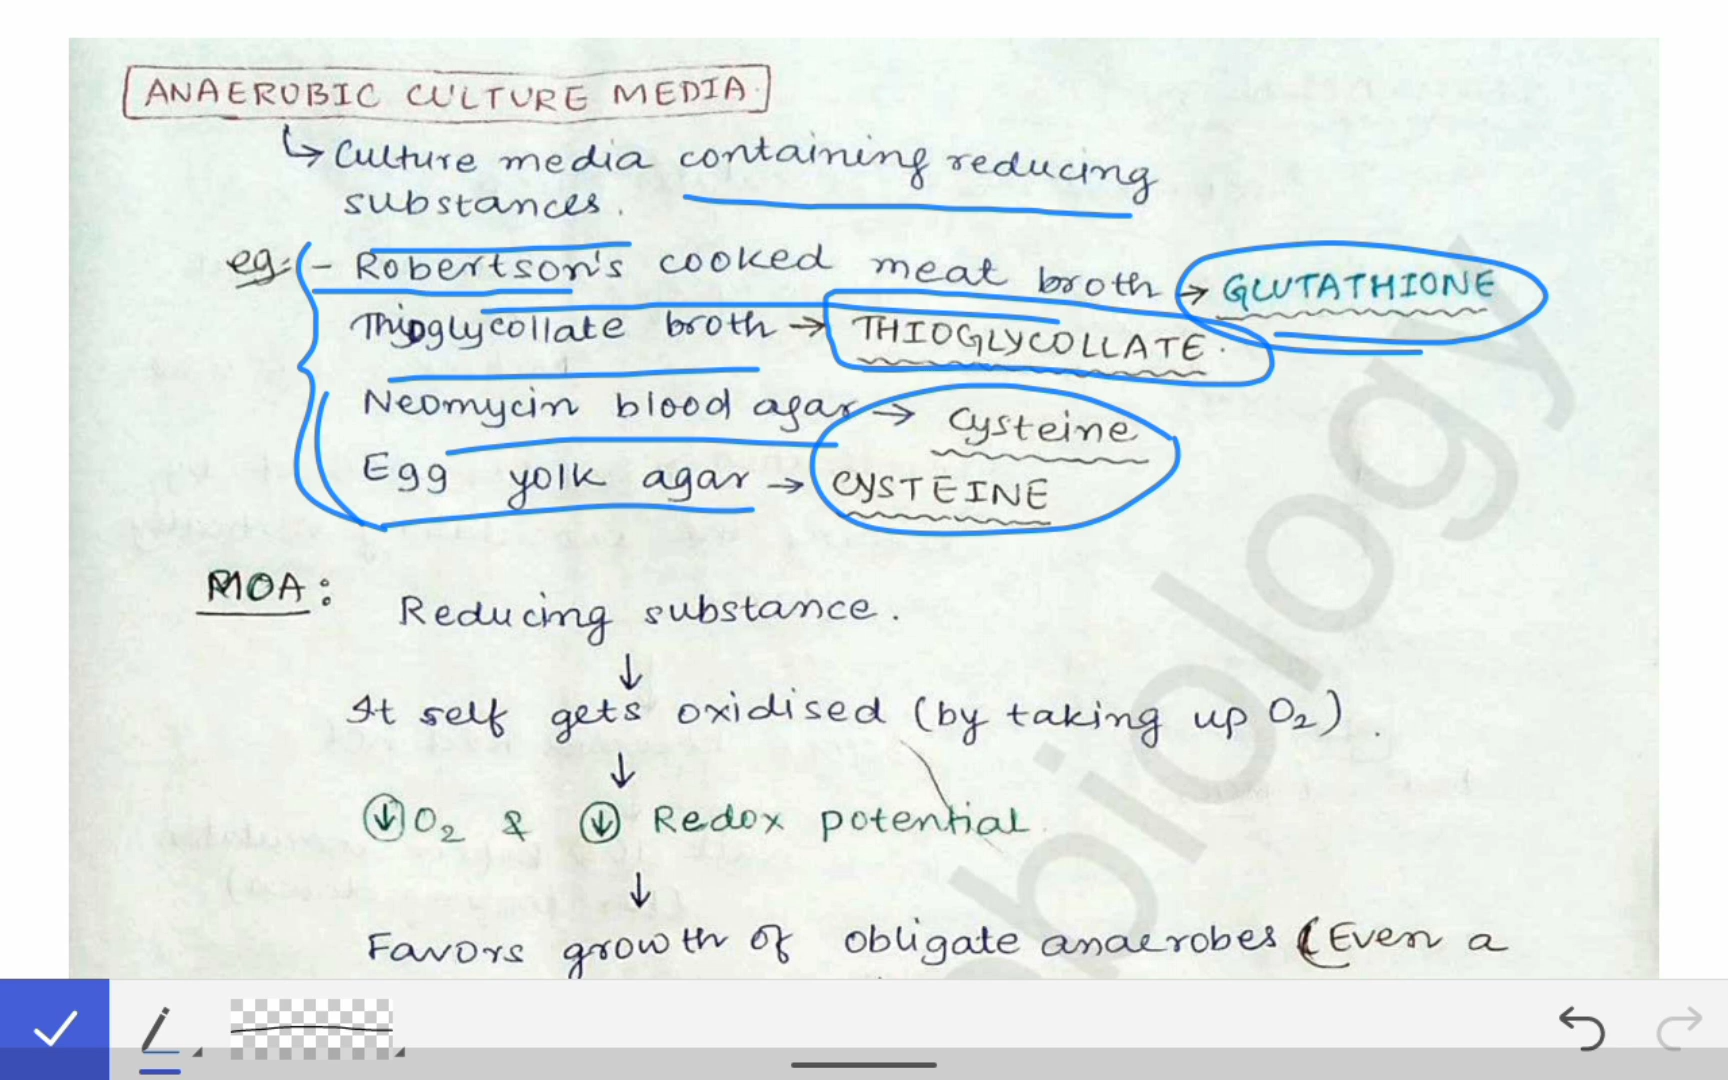 ANAEROBIC CULTURE MEDIA.
↳ Culture media containing reducing
substances.
eg:- - Robertson's cooked meat broth → GLUTATHIONE
Thioglycollate broth → THIOGLYCOLLATE.
Neomycin blood agar → Cysteine
Egg yolk agar → CYSTEINE
MOA:
Reducing substance.
↓
It self gets oxidised (by taking up O₂).
↓
↓O₂ & ↓ Redox potential.
↓
Favors growth of obligate anaerobes (Even a
biology